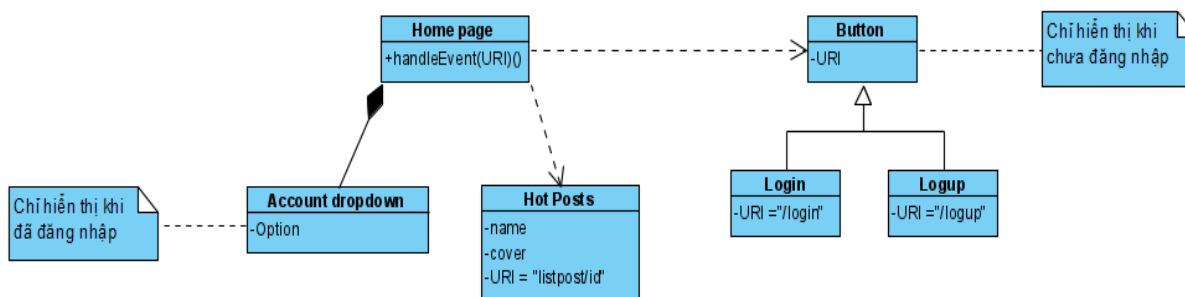 Home page
+handleEvent(URI)()
Button
-URI
Chỉ hiển thị khi
chưa đăng nhập
Chỉ hiển thị khi
đã đăng nhập
Account dropdown
-Option
Hot Posts
-name
-cover
-URI = "listpost/id"
Login
-URI ="/login"
Logup
-URI ="/logup"